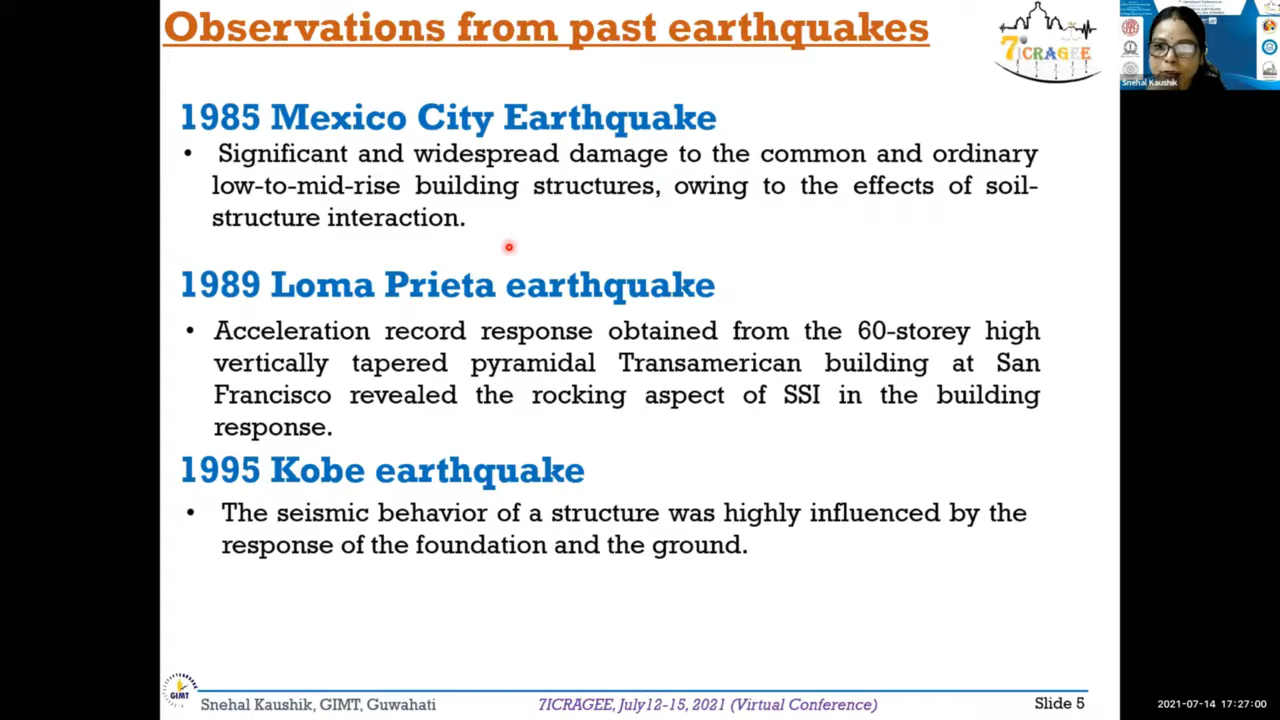 Observations from past earthquakes
7ICRAGEE
Snehal Kaushik
1985 Mexico City Earthquake
• Significant and widespread damage to the common and ordinary
low-to-mid-rise building structures, owing to the effects of soil-
structure interaction.
1989 Loma Prieta earthquake
• Acceleration record response obtained from the 60-storey high
vertically tapered pyramidal Transamerican building at San
Francisco revealed the rocking aspect of SSI in the building
response.
1995 Kobe earthquake
• The seismic behavior of a structure was highly influenced by the
response of the foundation and the ground.
GIMT
Snehal Kaushik, GIMT, Guwahati
7ICRAGEE, July12-15, 2021 (Virtual Conference)
Slide 5
2021-07-14 17:27:00